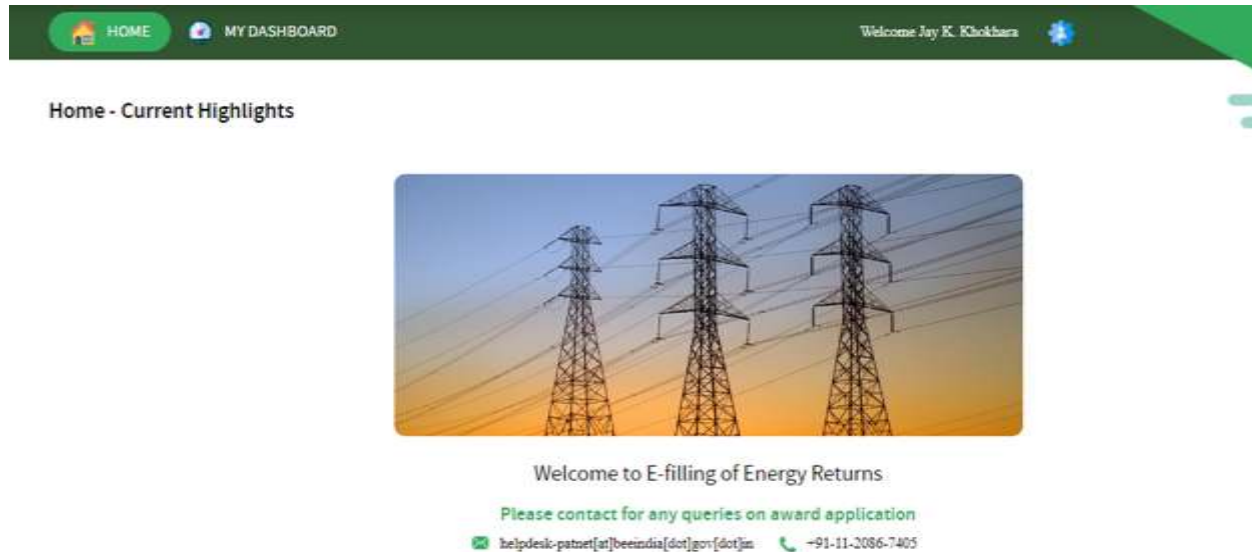 HOME MY DASHBOARD Welcome Jay K. Khokhara
Home - Current Highlights
Welcome to E-filling of Energy Returns
Please contact for any queries on award application
helpdesk-patnet[at]beeindia[dot]gov[dot]in +91-11-2086-7405